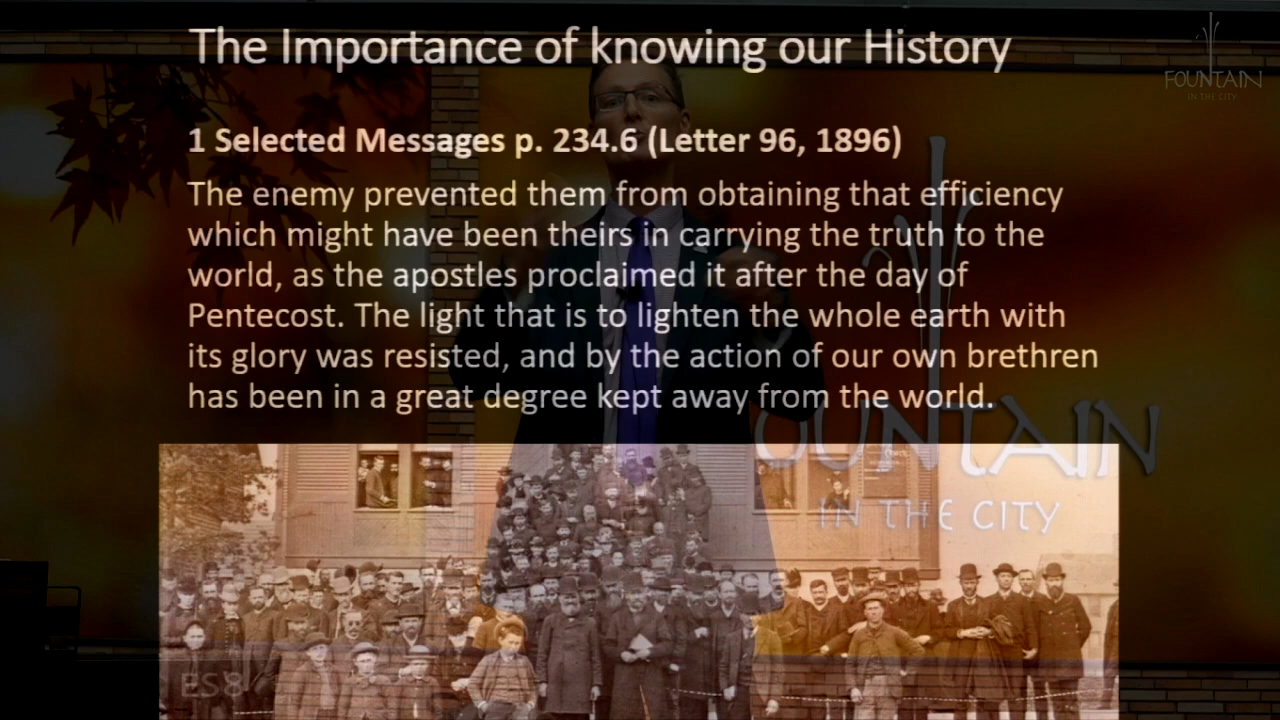 The Importance of knowing our History
FOUNTAIN
IN THE CITY
1 Selected Messages p. 234.6 (Letter 96, 1896)
The enemy prevented them from obtaining that efficiency
which might have been theirs in carrying the truth to the
world, as the apostles proclaimed it after the day of
Pentecost. The light that is to lighten the whole earth with
its glory was resisted, and by the action of our own brethren
has been in a great degree kept away from the world.
OUNTAIN
IN THE CITY
ES8